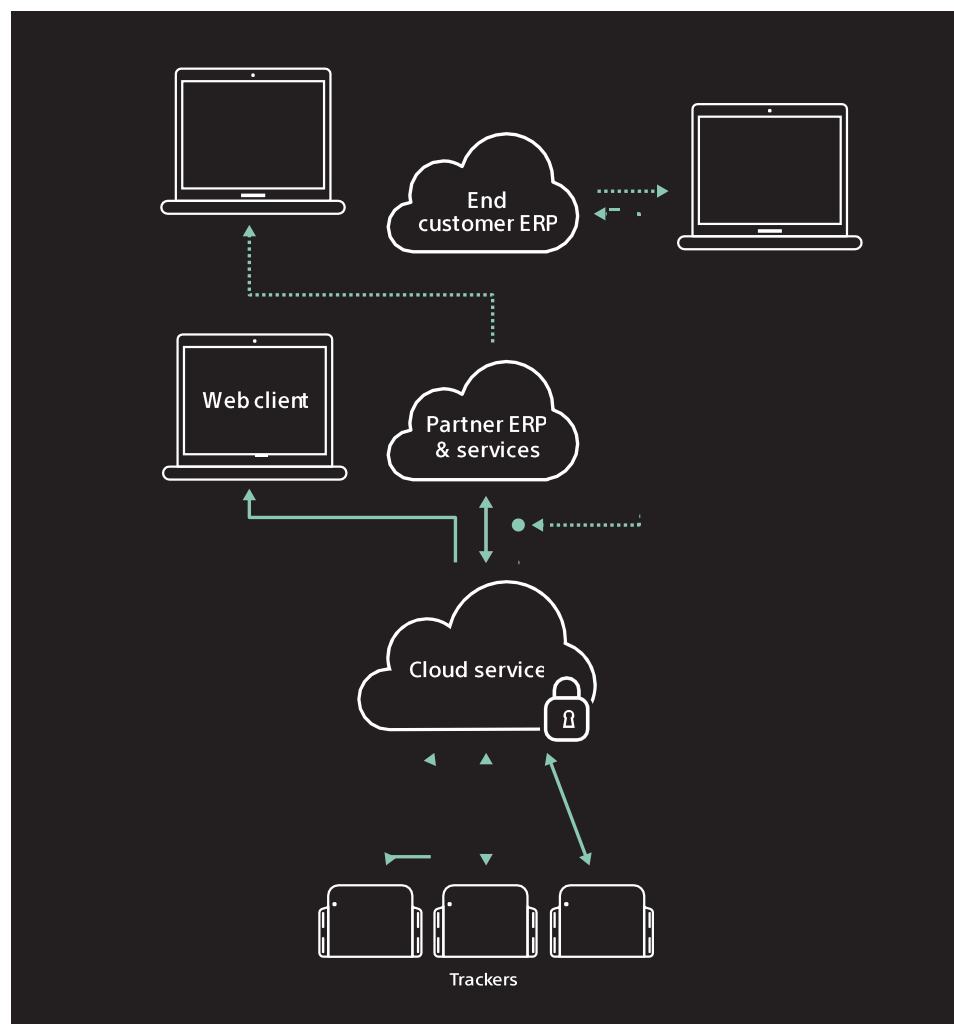 End
customer ERP
Web client
Partner ERP
& services
Cloud service
Trackers